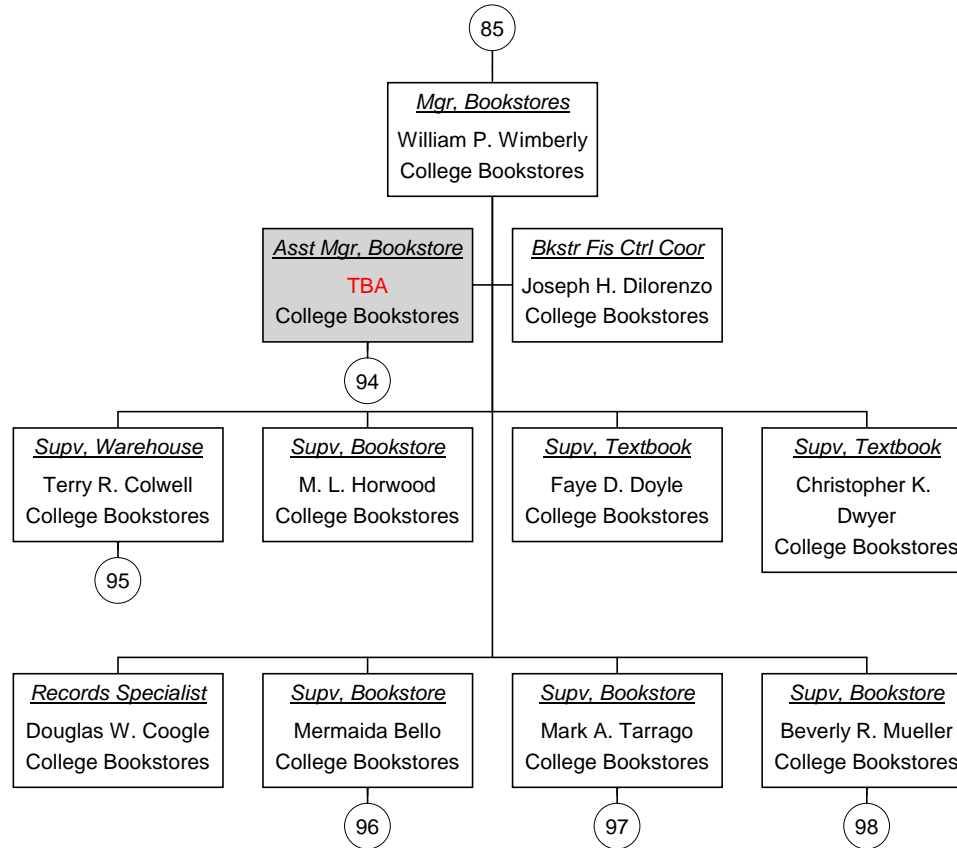 85
Mgr, Bookstores
William P. Wimberly
College Bookstores
Asst Mgr, Bookstore
TBA
College Bookstores
Bkstr Fis Ctrl Coor
Joseph H. Dilorenzo
College Bookstores
94
Supv, Warehouse
Terry R. Colwell
College Bookstores
Supv, Bookstore
M. L. Horwood
College Bookstores
Supv, Textbook
Faye D. Doyle
College Bookstores
Supv, Textbook
Christopher K.
Dwyer
College Bookstores
95
Records Specialist
Douglas W. Coogle
College Bookstores
Supv, Bookstore
Mermaida Bello
College Bookstores
Supv, Bookstore
Mark A. Tarrago
College Bookstores
Supv, Bookstore
Beverly R. Mueller
College Bookstores
96
97
98